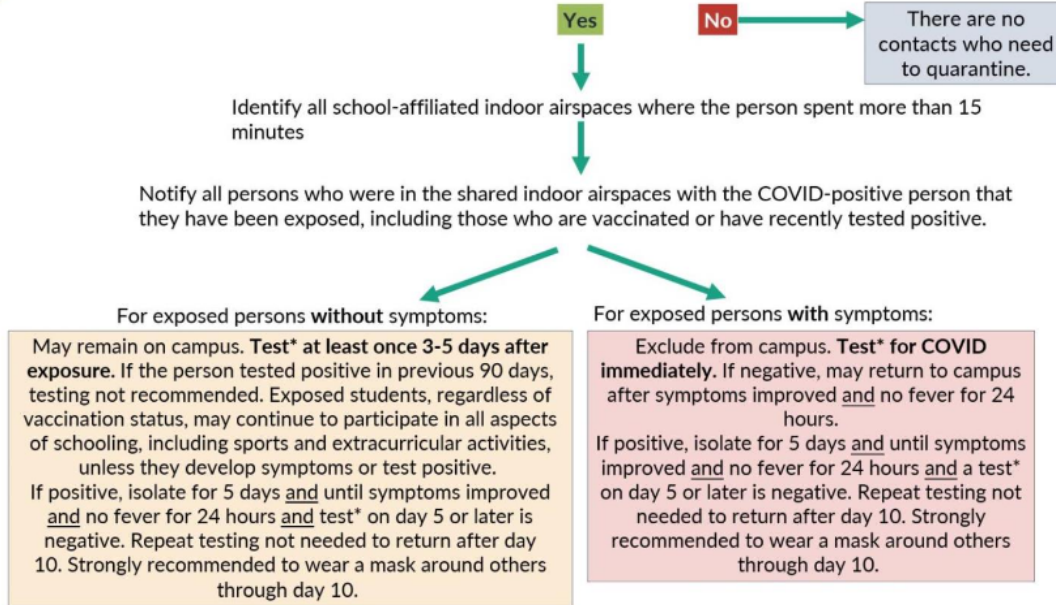 Yes
No
There are no
contacts who need
to quarantine.
Identify all school-affiliated indoor airspaces where the person spent more than 15
minutes
Notify all persons who were in the shared indoor airspaces with the COVID-positive person that
they have been exposed, including those who are vaccinated or have recently tested positive.
For exposed persons without symptoms:
May remain on campus. Test* at least once 3-5 days after
exposure. If the person tested positive in previous 90 days,
testing not recommended. Exposed students, regardless of
vaccination status, may continue to participate in all aspects
of schooling, including sports and extracurricular activities,
unless they develop symptoms or test positive.
If positive, isolate for 5 days and until symptoms improved
and no fever for 24 hours and test* on day 5 or later is
negative. Repeat testing not needed to return after day
10. Strongly recommended to wear a mask around others
through day 10.
For exposed persons with symptoms:
Exclude from campus. Test* for COVID
immediately. If negative, may return to campus
after symptoms improved and no fever for 24
hours.
If positive, isolate for 5 days and until symptoms
improved and no fever for 24 hours and a test*
on day 5 or later is negative. Repeat testing not
needed to return after day 10. Strongly
recommended to wear a mask around others
through day 10.